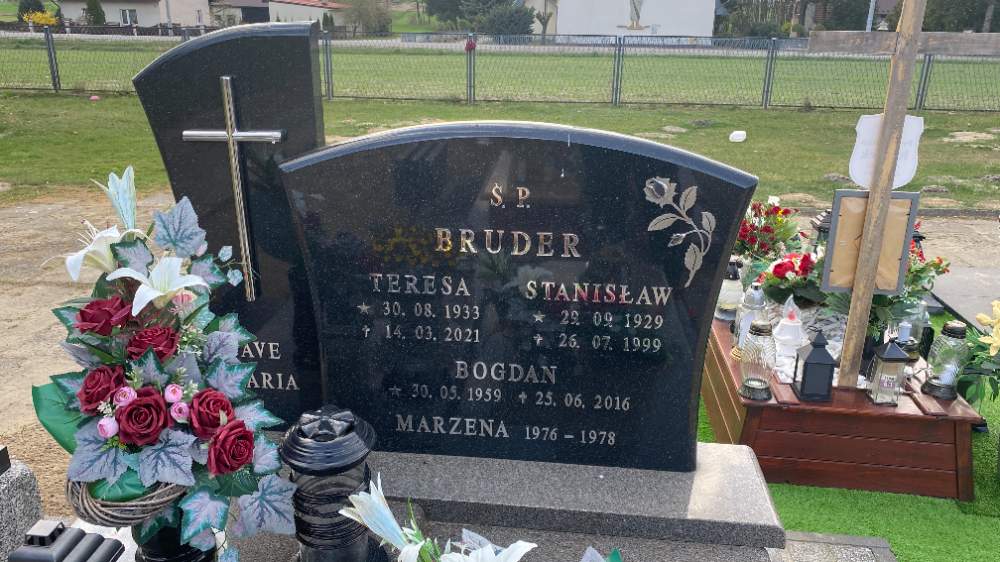 Ś. P.
BRUDER
TERESA
★ 30. 08. 1933
✝ 14. 03. 2021
STANISŁAW
★ 22. 09. 1929
✝ 26. 07. 1999
BOGDAN
★ 30. 05. 1959 ✝ 25. 06. 2016
MARZENA 1976 – 1978
AVE
ARIA